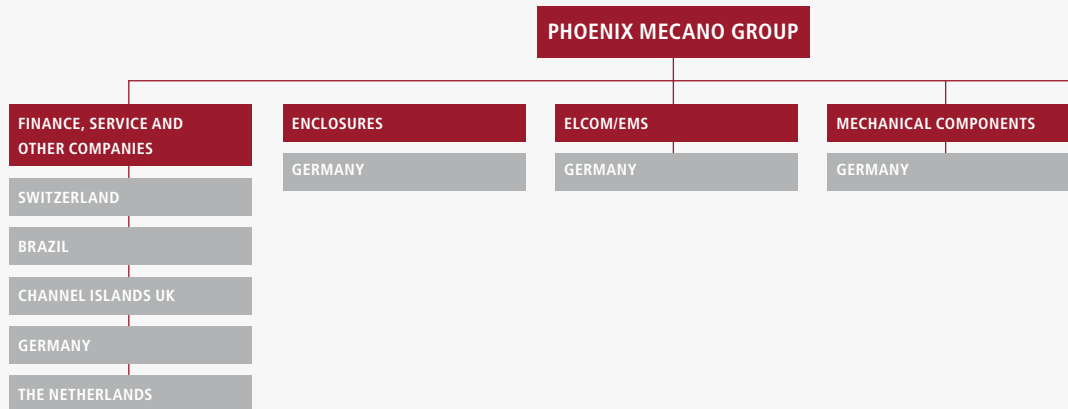 PHOENIX MECANO GROUP
FINANCE, SERVICE AND
OTHER COMPANIES
SWITZERLAND
BRAZIL
CHANNEL ISLANDS UK
GERMANY
THE NETHERLANDS
ENCLOSURES
GERMANY
ELCOM/EMS
GERMANY
MECHANICAL COMPONENTS
GERMANY